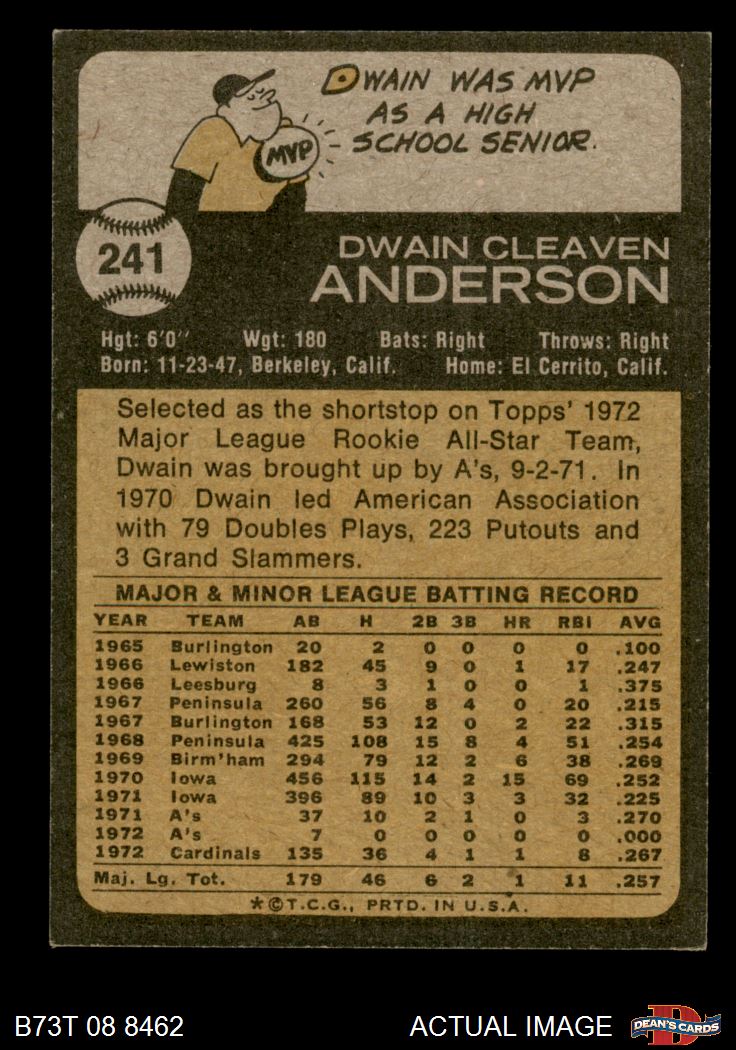 DWAIN WAS MVP
AS A HIGH
SCHOOL SENIOR.
MVP
241
DWAIN CLEAVEN
ANDERSON
Hgt: 6'0" Wgt: 180 Bats: Right Throws: Right
Born: 11-23-47, Berkeley, Calif. Home: El Cerrito, Calif.
Selected as the shortstop on Topps' 1972
Major League Rookie All-Star Team,
Dwain was brought up by A's, 9-2-71. In
1970 Dwain led American Association
with 79 Doubles Plays, 223 Putouts and
3 Grand Slammers.
MAJOR & MINOR LEAGUE BATTING RECORD
YEAR TEAM AB H 2B 3B HR RBI AVG
1965 Burlington 20 2 0 0 0 0 .100
1966 Lewiston 182 45 9 0 1 17 .247
1966 Leesburg 8 3 1 0 0 1 .375
1967 Peninsula 260 56 8 4 0 20 .215
1967 Burlington 168 53 12 0 2 22 .315
1968 Peninsula 425 108 15 8 4 51 .254
1969 Birm'ham 294 79 12 2 6 38 .269
1970 Iowa 456 115 14 2 15 69 .252
1971 Iowa 396 89 10 3 3 32 .225
1971 A's 37 10 2 1 0 3 .270
1972 A's 7 0 0 0 0 0 .000
1972 Cardinals 135 36 4 1 1 8 .267
Maj. Lg. Tot. 179 46 6 2 1 11 .257
*©T.C.G., PRTD. IN U.S.A.
B73T 08 8462 ACTUAL IMAGE D DEAN'S CARDS